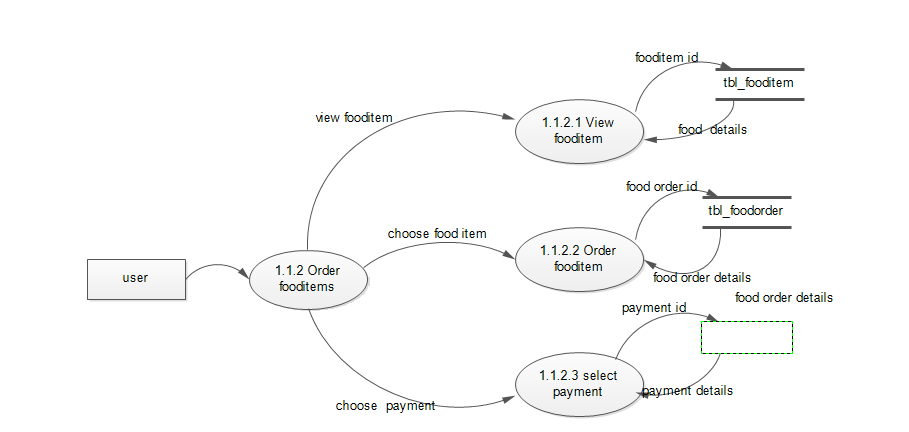 fooditem id
tbl_fooditem
view fooditem
1.1.2.1 View
fooditem
food details
food order id
tbl_foodorder
choose food item
1.1.2.2 Order
fooditem
user
1.1.2 Order
fooditems
food order details
food order details
payment id
1.1.2.3 select
payment
payment details
choose payment